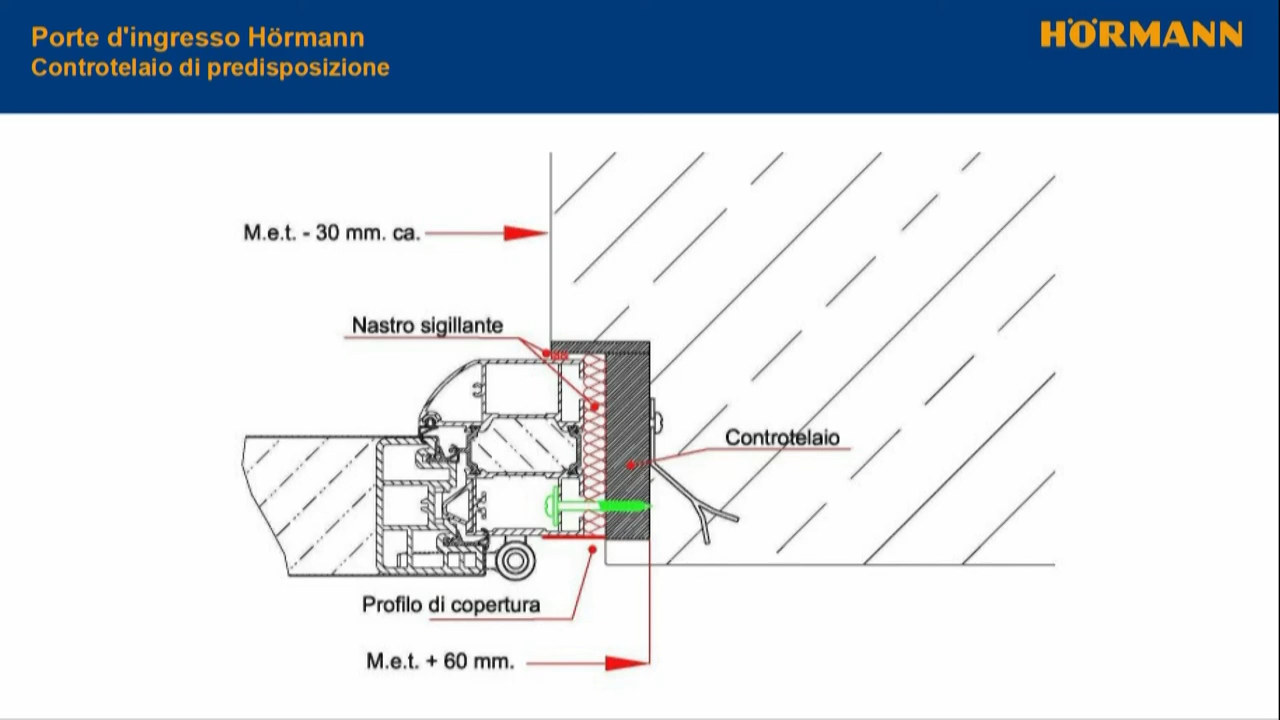 Porte d'ingresso Hörmann
Controtelaio di predisposizione
HÖRMANN
M.e.t. - 30 mm. ca.
Nastro sigillante
Controtelaio
Profilo di copertura
M.e.t. + 60 mm.